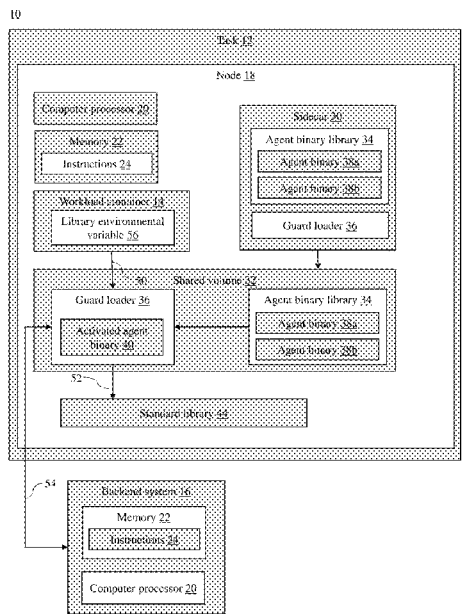 10
Task 12
Node 18
Computer processor 20
Memory 22
Instructions 24
Workload container 14
Library environmental
variable 56
Sidecar 30
Agent binary library 34
Agent binary 38a
Agent binary 38b
Guard loader 36
50
Shared volume 32
Guard loader 36
Activated agent
binary 40
Agent binary library 34
Agent binary 38a
Agent binary 38b
52
Standard library 44
54
Backend system 16
Memory 22
Instructions 24
Computer processor 20